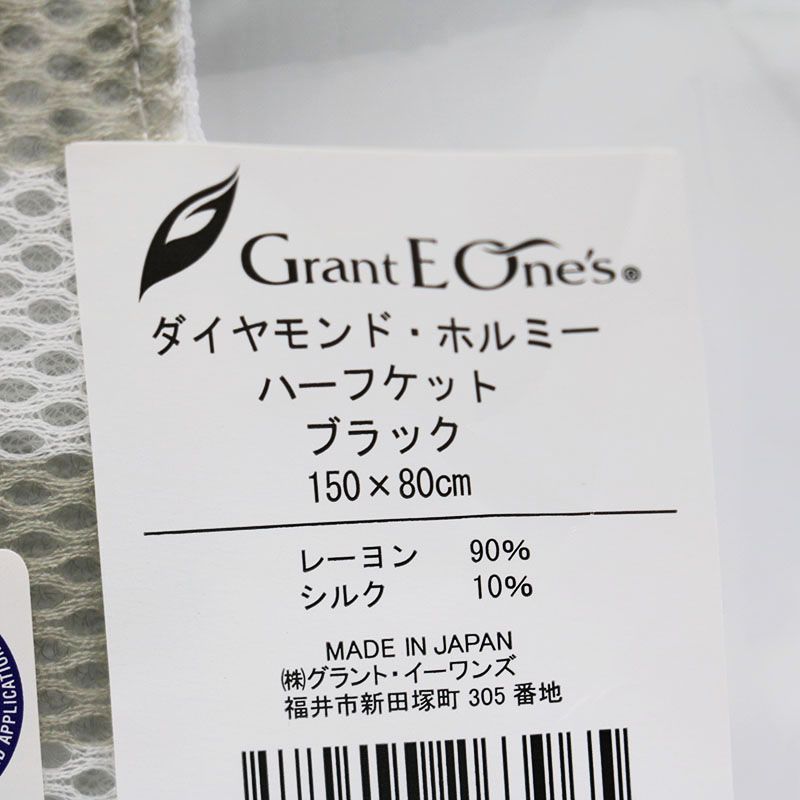 Grant E One's®
ダイヤモンド・ホルミー
ハーフケット
ブラック
150×80cm
レーヨン 90%
シルク 10%
MADE IN JAPAN
㈱グラント・イーワンズ
福井市新田塚町 305 番地
APPLICATION